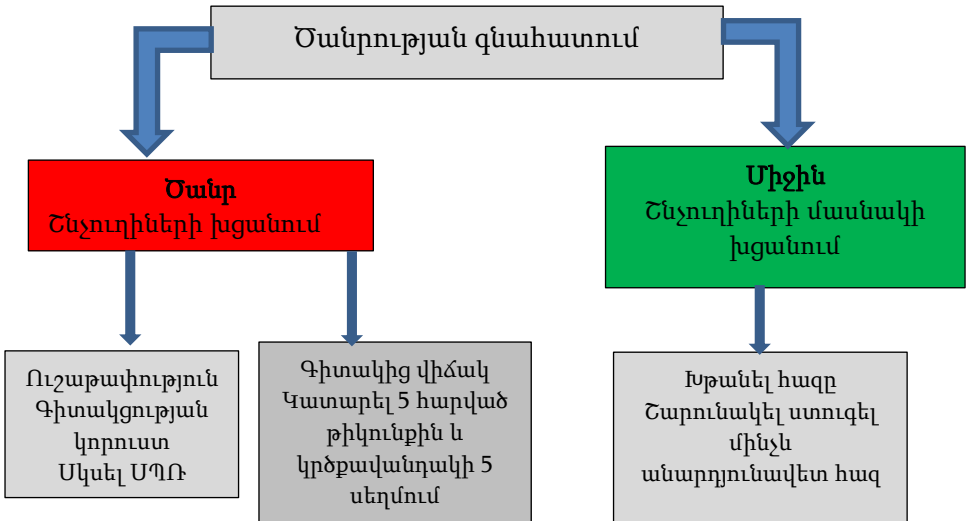 Ծանրության գնահատում
Ծանր
Շնչուղիների խցանում
Միջին
Շնչուղիների մասնակի
խցանում
Ուշաթափություն
Գիտակցության
կորուստ
Սկսել ՍՊՌ
Գիտակից վիճակ
Կատարել 5 հարված
թիկունքին և
կրծքավանդակի 5
սեղմում
Խթանել հազը
Շարունակել ստուգել
մինչև
անարդյունավետ հազ